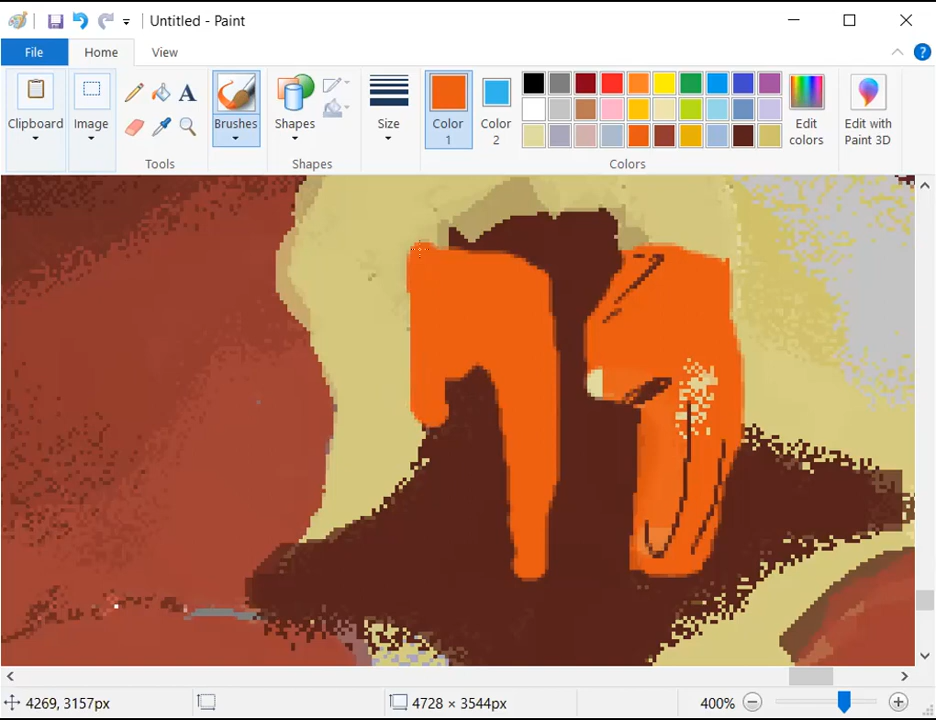 Untitled - Paint
File Home View
Clipboard Image Tools Brushes Shapes Shapes Size Color 1 Color 2 Edit colors Edit with Paint 3D
Colors
4269, 3157px 4728 × 3544px 400%